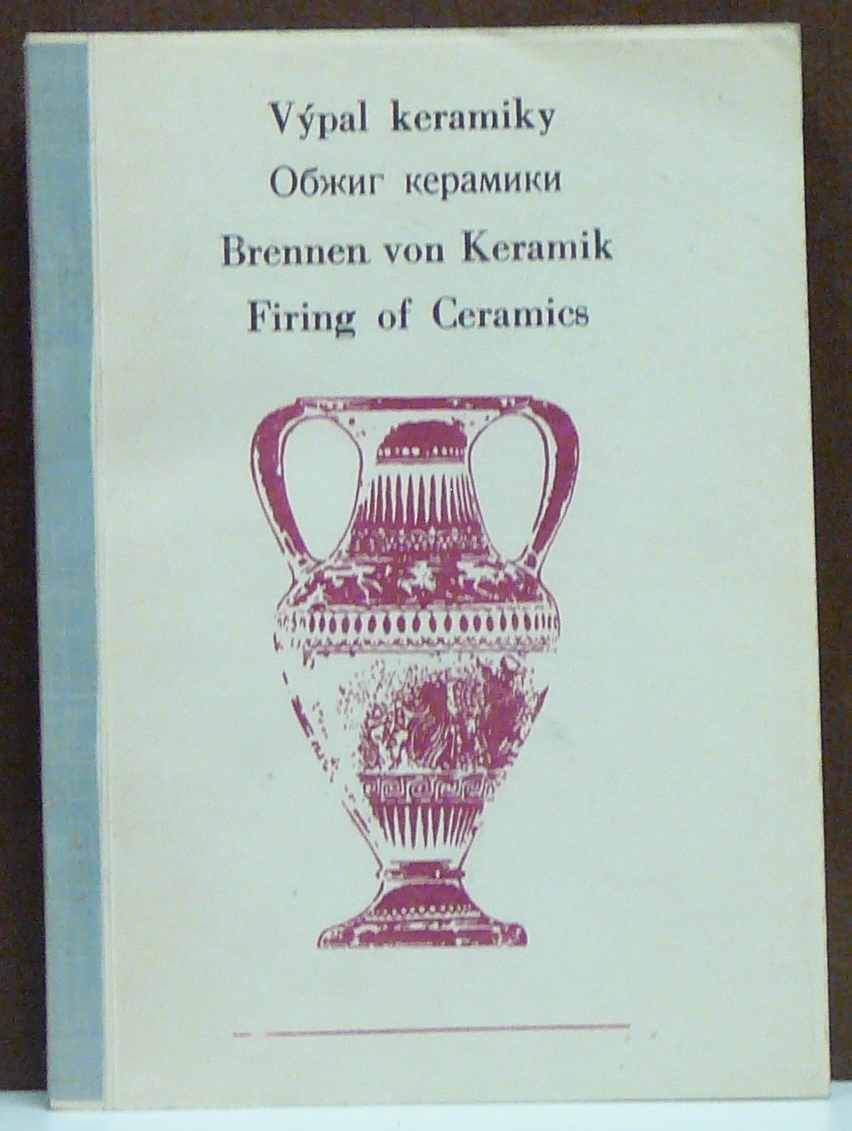 Výpal keramiky
Обжиг керамики
Brennen von Keramik
Firing of Ceramics